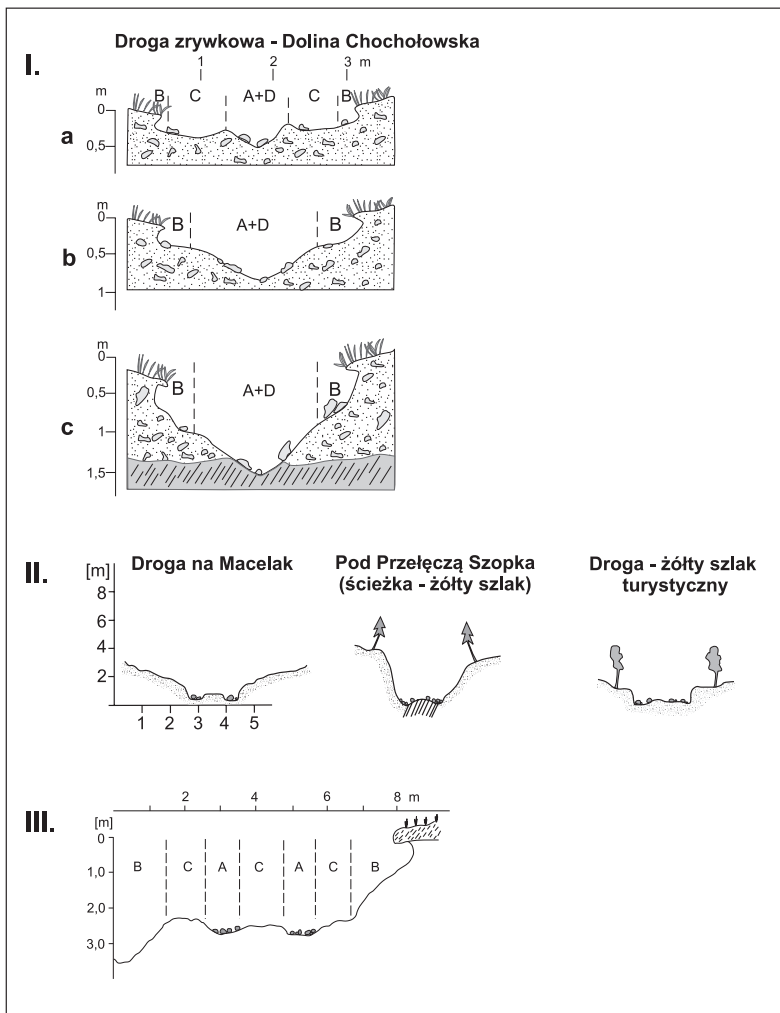 Droga zrywkowa - Dolina Chochołowska
I.
1 2 3 m
m
B C A+D C B
0
a
0,5
m
0
B A+D B
b
0,5
1
m
0
0,5
B A+D B
c
1
1,5
II.
Droga na Macelak
[m]
8
6
4
2
1 2 3 4 5
Pod Przełęczą Szopka
(ścieżka - żółty szlak)
Droga - żółty szlak
turystyczny
III.
2 4 6 8 m
[m]
0
B C A C A C B
1,0
2,0
3,0